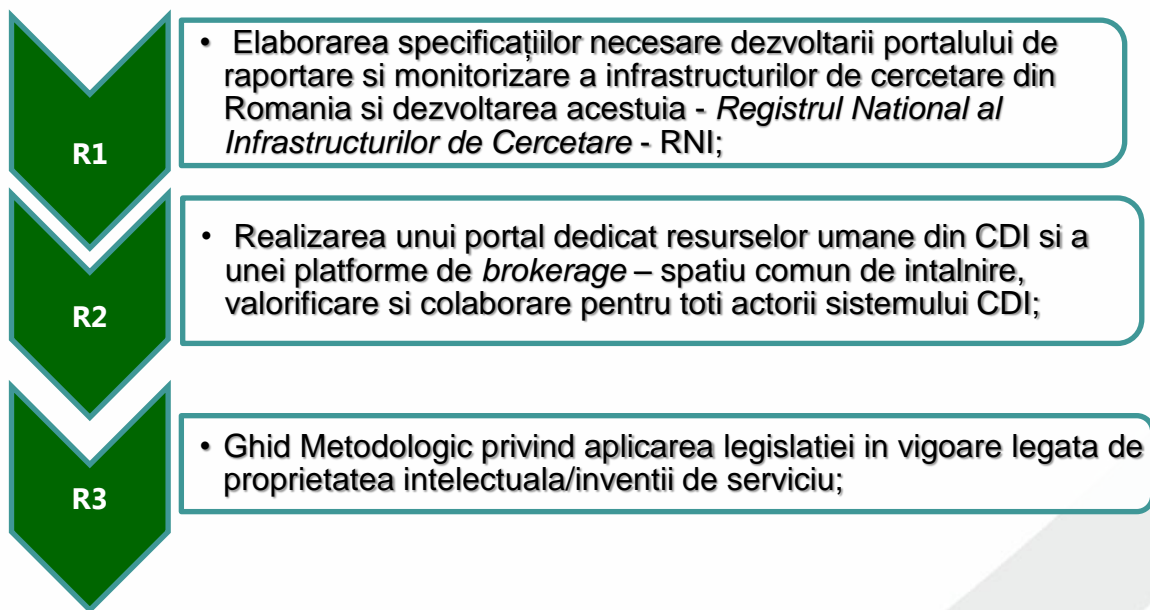 • Elaborarea specificațiilor necesare dezvoltarii portalului de
raportare si monitorizare a infrastructurilor de cercetare din
Romania si dezvoltarea acestuia - Registrul National al
Infrastructurilor de Cercetare - RNI;
R1
• Realizarea unui portal dedicat resurselor umane din CDI si a
unei platforme de brokerage – spatiu comun de intalnire,
valorificare si colaborare pentru toti actorii sistemului CDI;
R2
• Ghid Metodologic privind aplicarea legislatiei in vigoare legata de
proprietatea intelectuala/inventii de serviciu;
R3